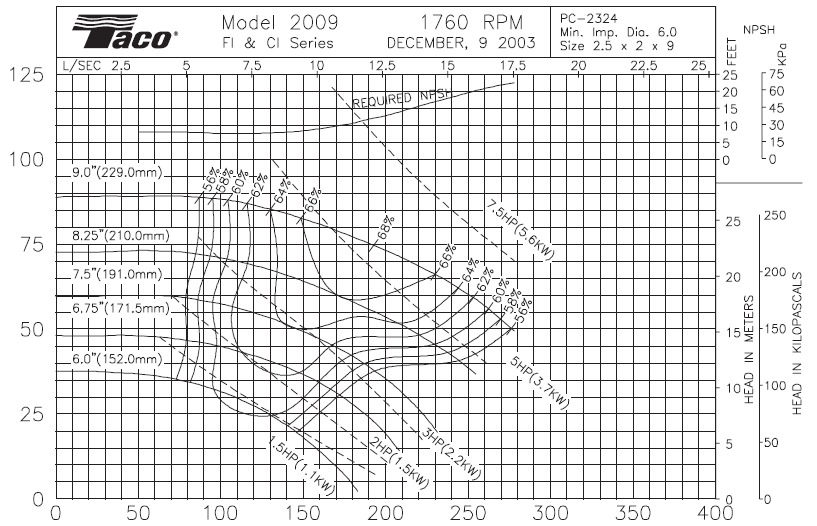 Taco
Model 2009
FI & CI Series
1760 RPM
DECEMBER, 9 2003
PC-2324
Min. Imp. Dia. 6.0
Size 2.5 x 2 x 9
NPSH
FEET
KPa
L/SEC 2.5 5 7.5 10 12.5 15 17.5 20 22.5 25
125
100
75
50
25
0
25
20
15
10
5
0
75
60
45
30
15
0
REQUIRED NPSH
9.0"(229.0mm)
8.25"(210.0mm)
7.5"(191.0mm)
6.75"(171.5mm)
6.0"(152.0mm)
56%
58%
60%
62%
64%
66%
68%
66%
64%
62%
60%
58%
56%
7.5HP(5.6KW)
5HP(3.7KW)
3HP(2.2KW)
2HP(1.5KW)
1.5HP(1.1KW)
25
20
15
10
5
0
HEAD IN METERS
250
200
150
100
50
0
HEAD IN KILOPASCALS
0 50 100 150 200 250 300 350 400